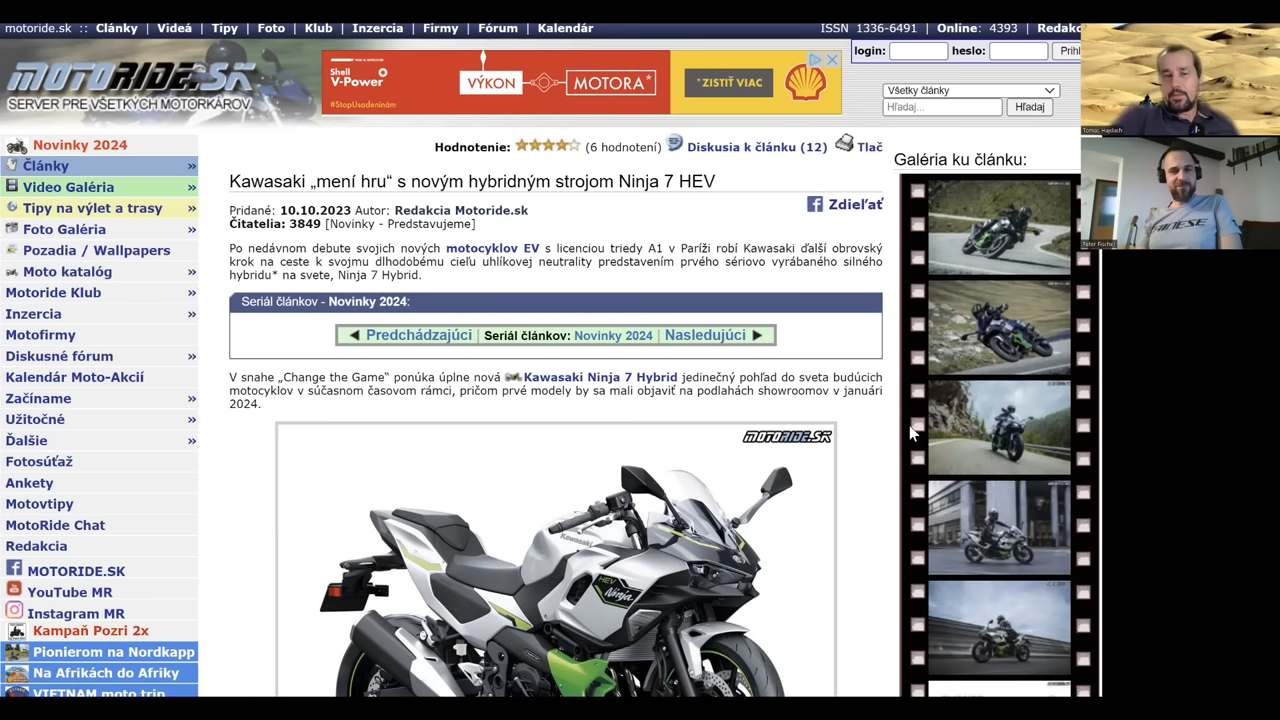 motoride.sk :: Články | Videá | Tipy | Foto | Klub | Inzercia | Firmy | Fórum | Kalendár
ISSN 1336-6491 | Online: 4393 | Redakc
MOTORIDE.SK
SERVER PRE VŠETKÝCH MOTORKÁROV
Shell
V-Power
#StopUsadeninám
VÝKON
MOTORA*
*ZISTIŤ VIAC
login:
heslo:
Prihl
Všetky články
Hľadaj...
Hľadaj
Tomas Hajduch
Peter Fischer
Novinky 2024
Články »
Video Galéria »
Tipy na výlet a trasy »
Foto Galéria »
Pozadia / Wallpapers
Moto katalóg »
Motoride Klub »
Inzercia »
Motofirmy
Diskusné fórum »
Kalendár Moto-Akcií
Začíname »
Užitočné »
Ďalšie »
Fotosúťaž
Ankety
Motovtipy
MotoRide Chat
Redakcia
MOTORIDE.SK
YouTube MR
Instagram MR
Kampaň Pozri 2x
Pionierom na Nordkapp
Na Afrikách do Afriky
VIETNAM moto trip
Hodnotenie: (6 hodnotení) Diskusia k článku (12) Tlač
Kawasaki „mení hru“ s novým hybridným strojom Ninja 7 HEV
Pridané: 10.10.2023 Autor: Redakcia Motoride.sk
Zdieľať
Čitatelia: 3849 [Novinky - Predstavujeme]
Po nedávnom debute svojich nových motocyklov EV s licenciou triedy A1 v Paríži robí Kawasaki ďalší obrovský
krok na ceste k svojmu dlhodobému cieľu uhlíkovej neutrality predstavením prvého sériovo vyrábaného silného
hybridu* na svete, Ninja 7 Hybrid.
Seriál článkov - Novinky 2024:
Predchádzajúci | Seriál článkov: Novinky 2024 | Nasledujúci
V snahe „Change the Game“ ponúka úplne nová Kawasaki Ninja 7 Hybrid jedinečný pohľad do sveta budúcich
motocyklov v súčasnom časovom rámci, pričom prvé modely by sa mali objaviť na podlahách showroomov v januári
2024.
MOTORIDE.SK
Kawasaki
HEV
Ninja
Galéria ku článku: